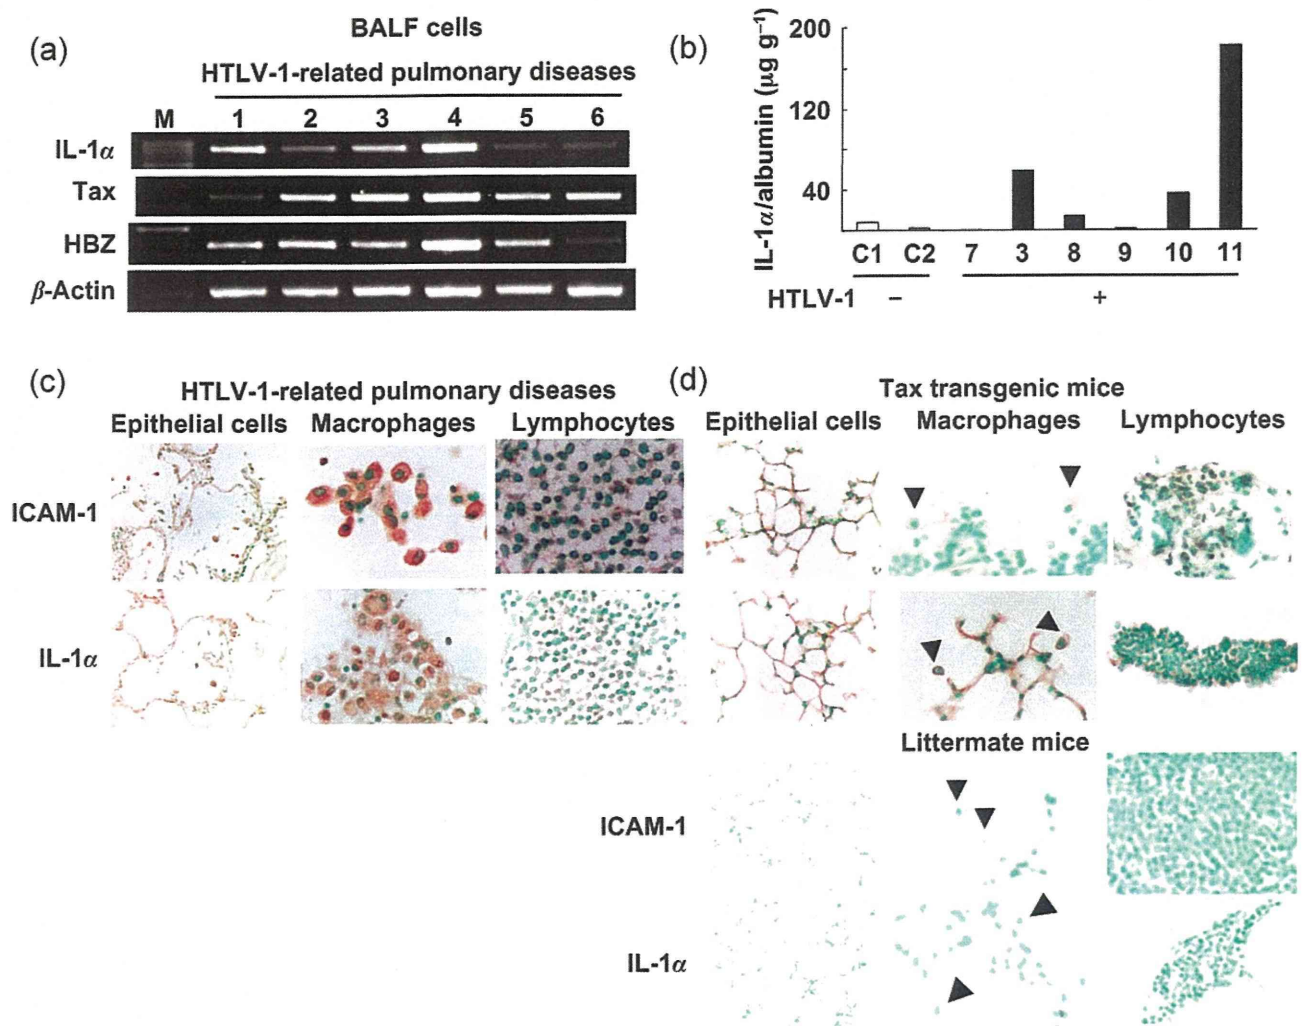 (a)
BALF cells
HTLV-1-related pulmonary diseases
M 1 2 3 4 5 6
IL-1α
Tax
HBZ
β-Actin
(b)
IL-1α/albumin (μg g⁻¹)
200
120
40
C1 C2 7 3 8 9 10 11
HTLV-1 − +
(c)
HTLV-1-related pulmonary diseases
Epithelial cells Macrophages Lymphocytes
ICAM-1
IL-1α
(d)
Tax transgenic mice
Epithelial cells Macrophages Lymphocytes
Littermate mice
ICAM-1
IL-1α